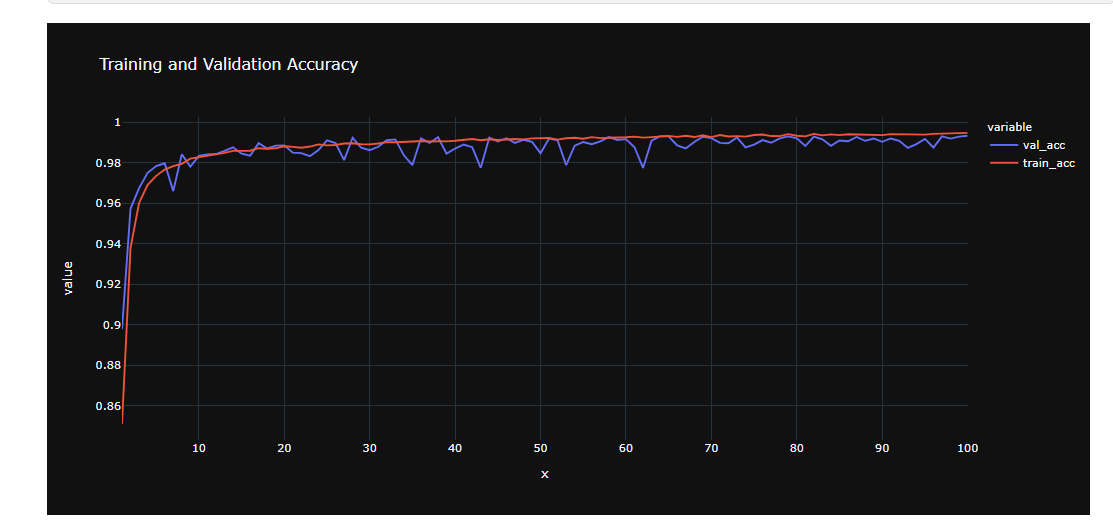 Training and Validation Accuracy
variable
val_acc
train_acc
1
0.98
0.96
0.94
0.92
0.9
0.88
0.86
value
10 20 30 40 50 60 70 80 90 100
x